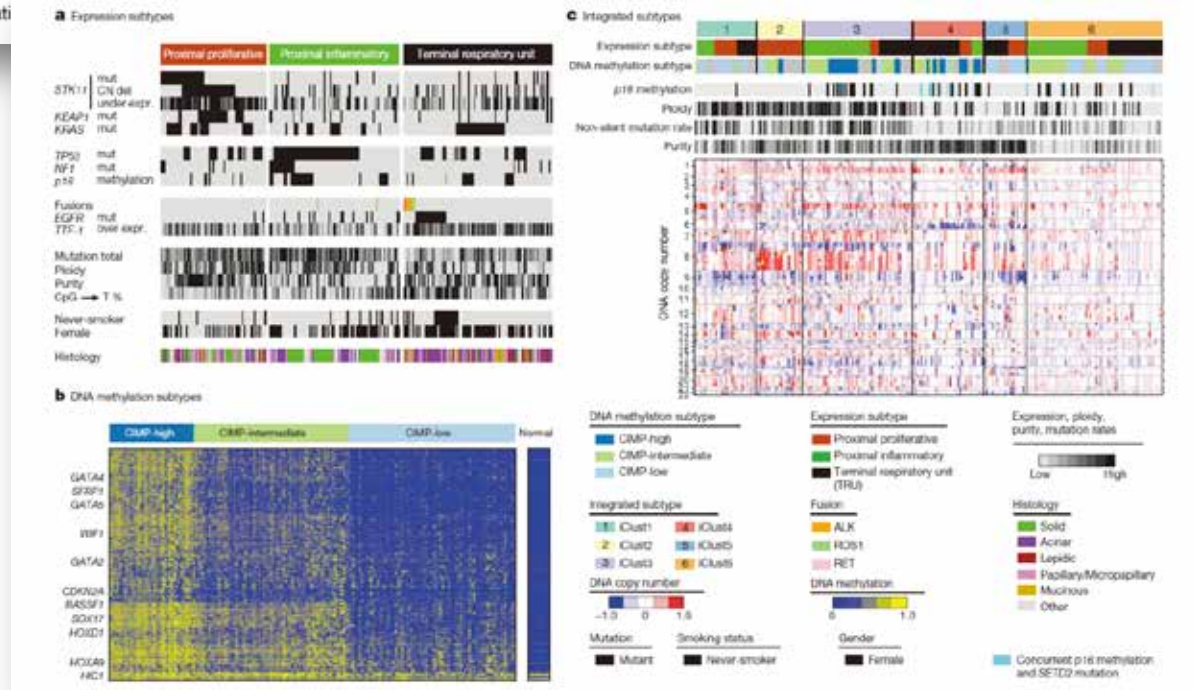 a Expression subtypes
Proximal proliferative Proximal inflammatory Terminal respiratory unit
STK11 mut
CN del
under-expr.
KEAP1 mut
KRAS mut
TP53 mut
NF1 mut
p16 methylation
Fusions
EGFR mut
TTF-1 over expr.
Mutation total
Ploidy
Purity
CpG → T %
Never-smoker
Female
Histology
b DNA methylation subtypes
CIMP-high CIMP-intermediate CIMP-low Normal
GATA4
SFRP1
GATA5
WIF1
GATA2
CDKN2A
RASSF1
SOX17
HOXD1
HOXA9
HIC1
c Integrated subtypes
1 2 3 4 5 6
Expression subtype
DNA methylation subtype
p16 methylation
Ploidy
Non-silent mutation rate
Purity
DNA copy number
DNA methylation subtype
CIMP-high
CIMP-intermediate
CIMP-low
Integrated subtype
1 iClust1 4 iClust4
2 iClust2 5 iClust5
3 iClust3 6 iClust6
DNA copy number
-1.0 0 1.0
Mutation
Mutant
Smoking status
Never-smoker
Expression subtype
Proximal proliferative
Proximal inflammatory
Terminal respiratory unit
(TRU)
Fusion
ALK
ROS1
RET
DNA methylation
0 1.0
Gender
Female
Expression, ploidy,
purity, mutation rates
Low High
Histology
Solid
Acinar
Lepidic
Papillary/Micropapillary
Mucinous
Other
Concurrent p16 methylation
and SETD2 mutation